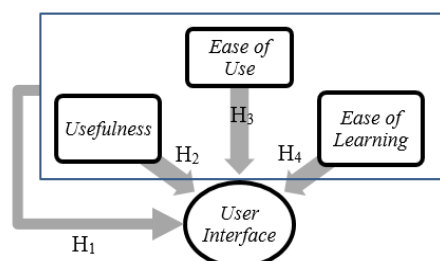 Ease of
Use
H3
Usefulness
Ease of
Learning
H2
H4
User
Interface
H1